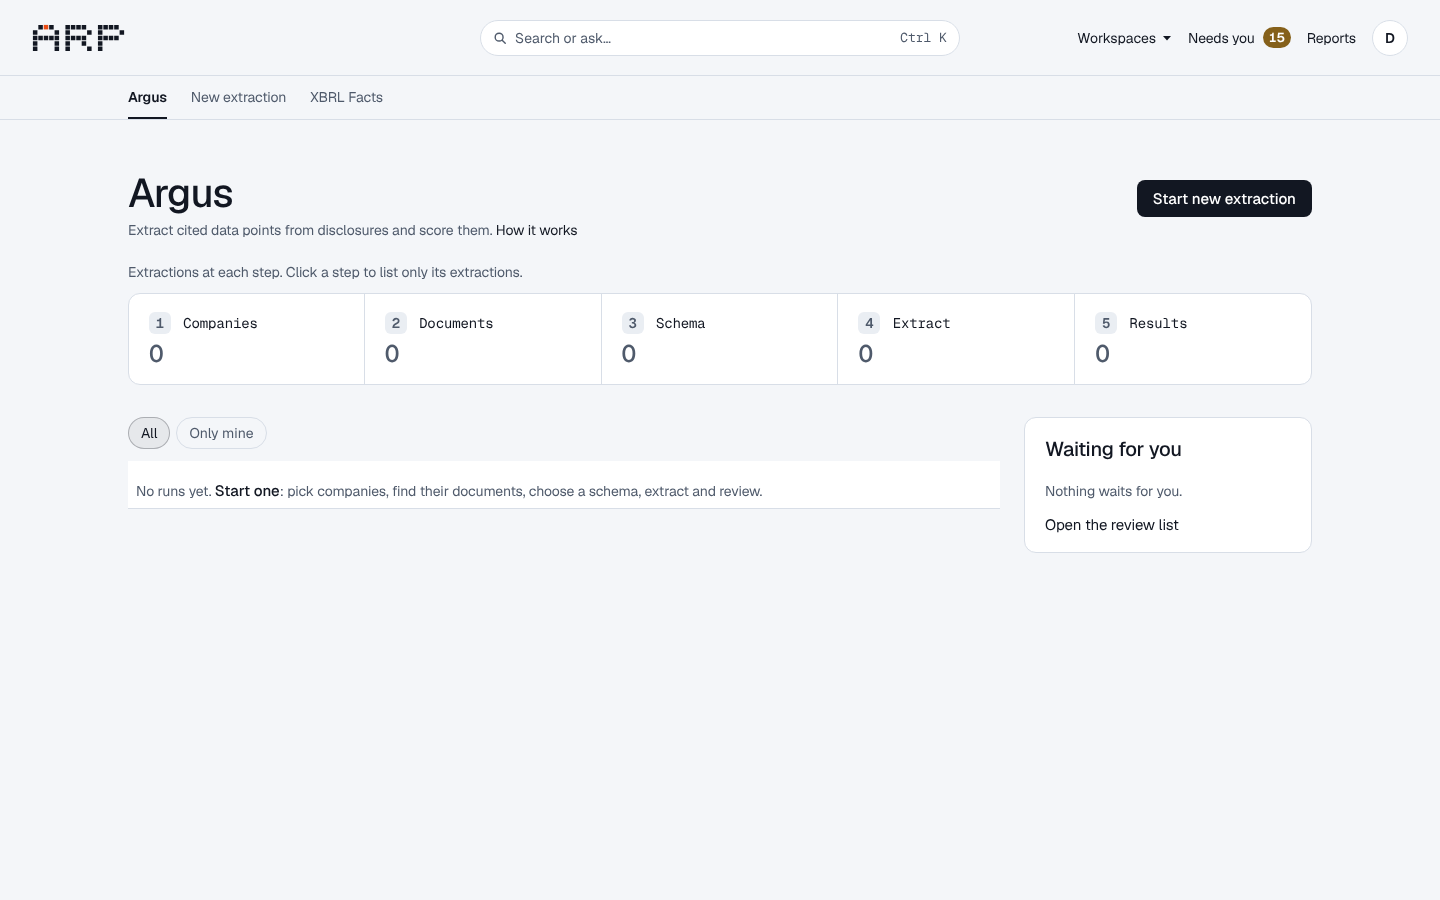 ARP
Search or ask...
Ctrl K
Workspaces
Needs you 15
Reports
D
Argus
New extraction
XBRL Facts
Argus
Start new extraction
Extract cited data points from disclosures and score them. How it works
Extractions at each step. Click a step to list only its extractions.
1 Companies
0
2 Documents
0
3 Schema
0
4 Extract
0
5 Results
0
All
Only mine
No runs yet. Start one: pick companies, find their documents, choose a schema, extract and review.
Waiting for you
Nothing waits for you.
Open the review list